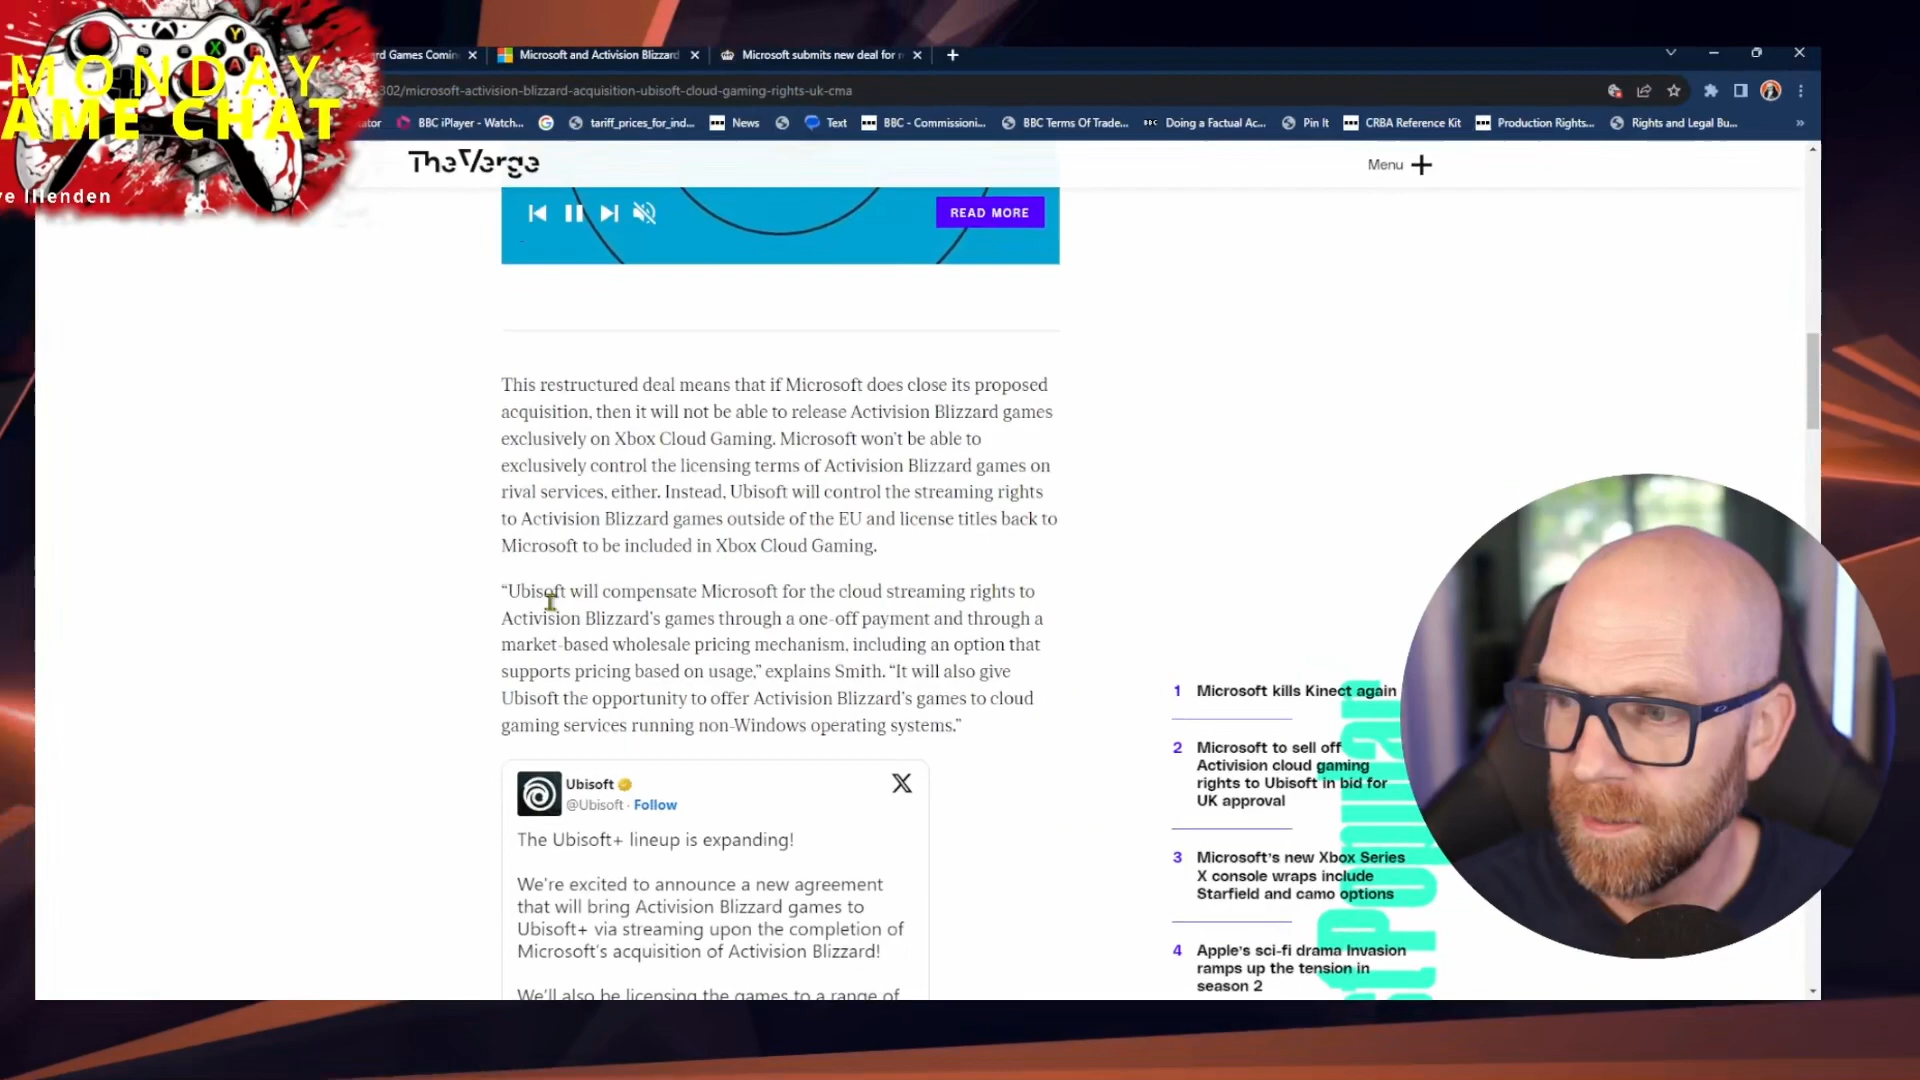 MONDAY
AME CHAT
ve Illenden
rd Games Comin
Microsoft and Activision Blizzard
Microsoft submits new deal for r
302/microsoft-activision-blizzard-acquisition-ubisoft-cloud-gaming-rights-uk-cma
ator
BBC iPlayer - Watch...
tariff_prices_for_ind...
News
Text
BBC - Commissioni...
BBC Terms Of Trade...
Doing a Factual Ac...
Pin It
CRBA Reference Kit
Production Rights...
Rights and Legal Bu...
»
TheVerge
Menu
READ MORE
This restructured deal means that if Microsoft does close its proposed
acquisition, then it will not be able to release Activision Blizzard games
exclusively on Xbox Cloud Gaming. Microsoft won't be able to
exclusively control the licensing terms of Activision Blizzard games on
rival services, either. Instead, Ubisoft will control the streaming rights
to Activision Blizzard games outside of the EU and license titles back to
Microsoft to be included in Xbox Cloud Gaming.
“Ubisoft will compensate Microsoft for the cloud streaming rights to
Activision Blizzard's games through a one-off payment and through a
market-based wholesale pricing mechanism, including an option that
supports pricing based on usage,” explains Smith. “It will also give
Ubisoft the opportunity to offer Activision Blizzard's games to cloud
gaming services running non-Windows operating systems.”
Ubisoft
@Ubisoft · Follow
The Ubisoft+ lineup is expanding!
We're excited to announce a new agreement
that will bring Activision Blizzard games to
Ubisoft+ via streaming upon the completion of
Microsoft's acquisition of Activision Blizzard!
We'll also be licensing the games to a range of
1 Microsoft kills Kinect again
2 Microsoft to sell off
Activision cloud gaming
rights to Ubisoft in bid for
UK approval
3 Microsoft's new Xbox Series
X console wraps include
Starfield and camo options
4 Apple's sci-fi drama Invasion
ramps up the tension in
season 2